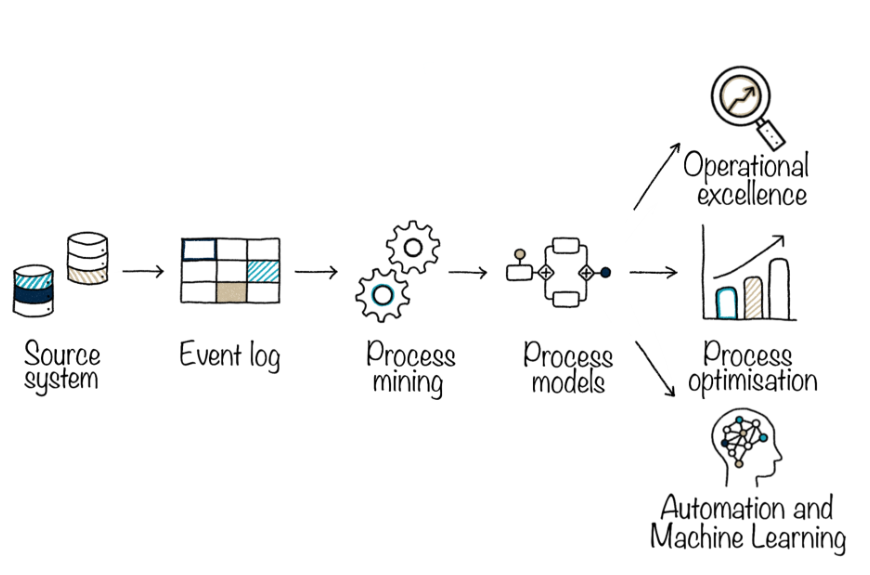 Source
system
Event log
Process
mining
Process
models
Operational
excellence
Process
optimisation
Automation and
Machine Learning